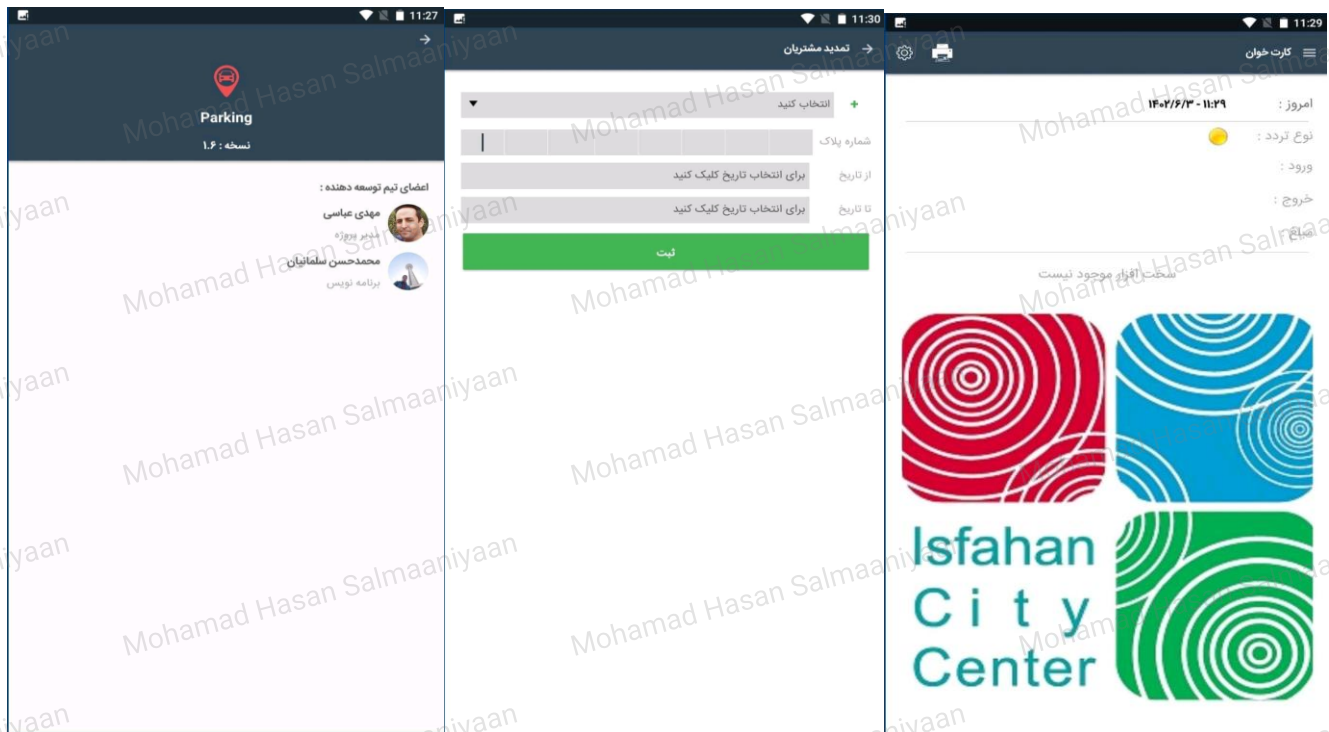 11:27
Parking
نسخه : ۱.۶
اعضای تیم توسعه دهنده :
مهدی عباسی
مدیر پروژه
محمدحسن سلمانیان
برنامه نویس
11:30
تمدید مشتریان
انتخاب کنید
شماره پلاک
از تاریخ
برای انتخاب تاریخ کلیک کنید
تا تاریخ
برای انتخاب تاریخ کلیک کنید
ثبت
11:29
کارت خوان
امروز : ۱۴۰۲/۶/۳ - ۱۱:۲۹
نوع تردد :
ورود :
خروج :
مبلغ :
سخت افزار موجود نیست
Isfahan
City
Center
Mohamad Hasan Salmaaniyaan